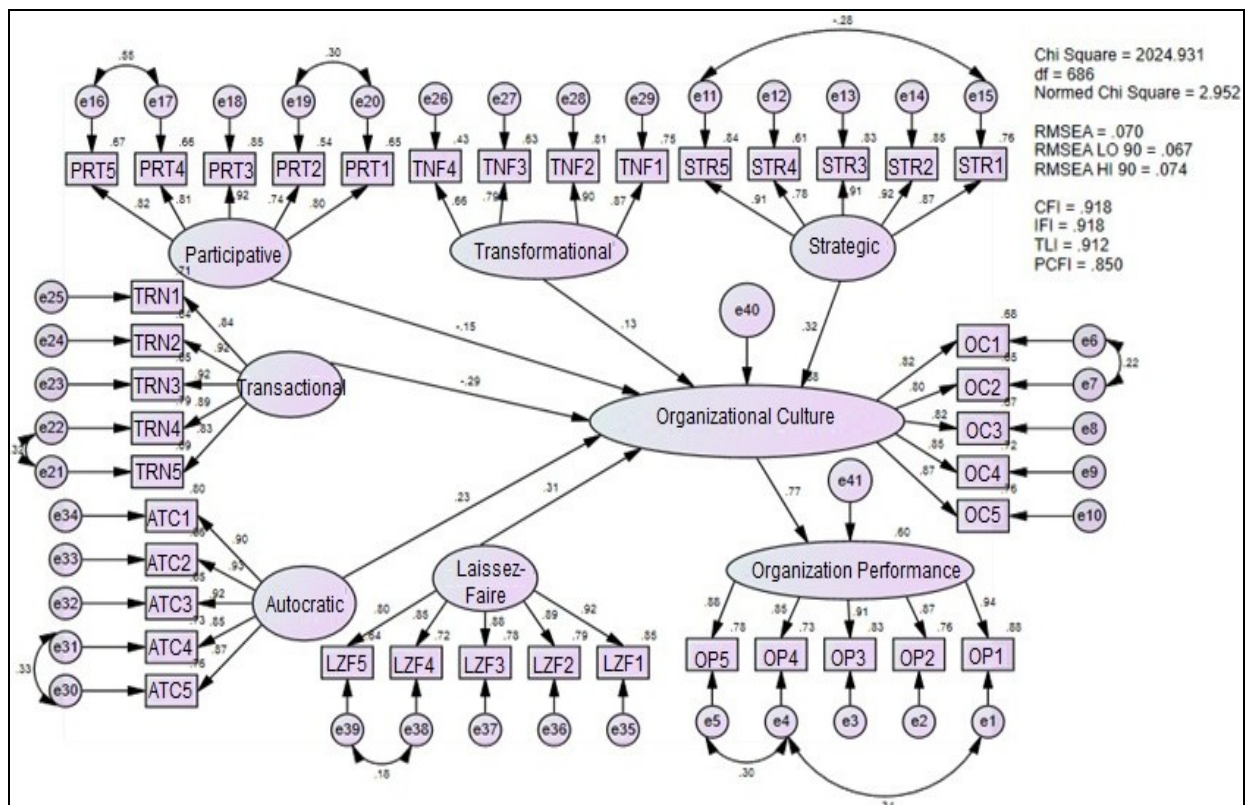 -.28
Chi Square = 2024.931
df = 686
Normed Chi Square = 2.952
RMSEA = .070
RMSEA LO 90 = .067
RMSEA HI 90 = .074
CFI = .918
IFI = .918
TLI = .912
PCFI = .850
.30
e16 e17 e18 e19 e20 e26 e27 e28 e29 e11 e12 e13 e14 e15
.67 .66 .85 .54 .65 .43 .63 .81 .75 .84 .61 .83 .85 .76
PRT5 PRT4 PRT3 PRT2 PRT1 TNF4 TNF3 TNF2 TNF1 STR5 STR4 STR3 STR2 STR1
.82 .81 .92 .74 .80 .66 .79 .90 .87 .91 .78 .91 .92 .87
Participative Transformational Strategic
.71
e25 TRN1
.84
e24 TRN2
.92
e23 TRN3 .92
e22 TRN4 .89
e21 TRN5 .83
.79
Transactional
-.15
-.29
.13
.32
e40
Organizational Culture
.68
.82 OC1 e6
.80 OC2 e7
.22
.82 OC3 e8
.85 OC4 e9
.72
.87 OC5 e10
.76
.80
e34 ATC1
.90
e33 ATC2
.93
e32 ATC3 .92
e31 ATC4 .85
.73
e30 ATC5 .87
.33
Autocratic
.23
.31
.77
e41
Laissez-
Faire
.80 .85 .88 .89 .92
.64 .72 .78 .79 .85
LZF5 LZF4 LZF3 LZF2 LZF1
e39 e38 e37 e36 e35
.18
.60
Organization Performance
.88 .85 .91 .87 .94
.78 .73 .83 .76 .88
OP5 OP4 OP3 OP2 OP1
e5 e4 e3 e2 e1
.30